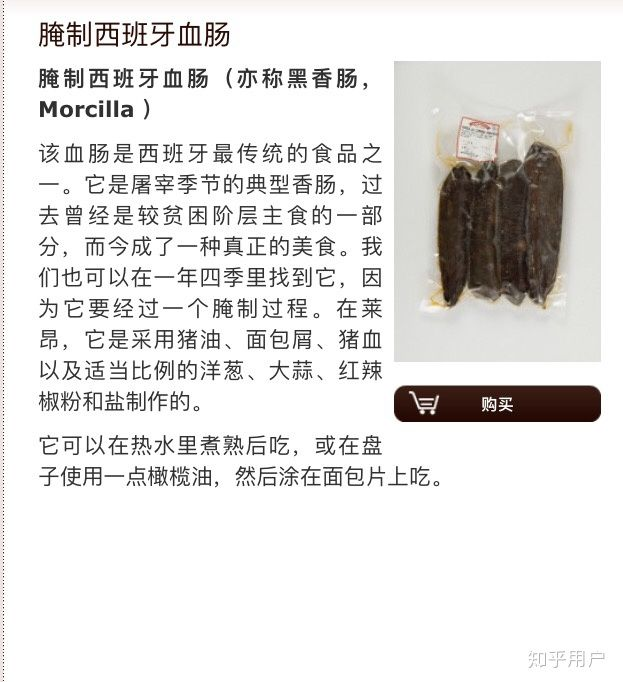 腌制西班牙血肠
腌制西班牙血肠（亦称黑香肠，
Morcilla ）
该血肠是西班牙最传统的食品之
一。它是屠宰季节的典型香肠，过
去曾经是较贫困阶层主食的一部
分，而今成了一种真正的美食。我
们也可以在一年四季里找到它，因
为它要经过一个腌制过程。在莱
昂，它是采用猪油、面包屑、猪血
以及适当比例的洋葱、大蒜、红辣
椒粉和盐制作的。
购买
它可以在热水里煮熟后吃，或在盘
子使用一点橄榄油，然后涂在面包片上吃。
知乎用户